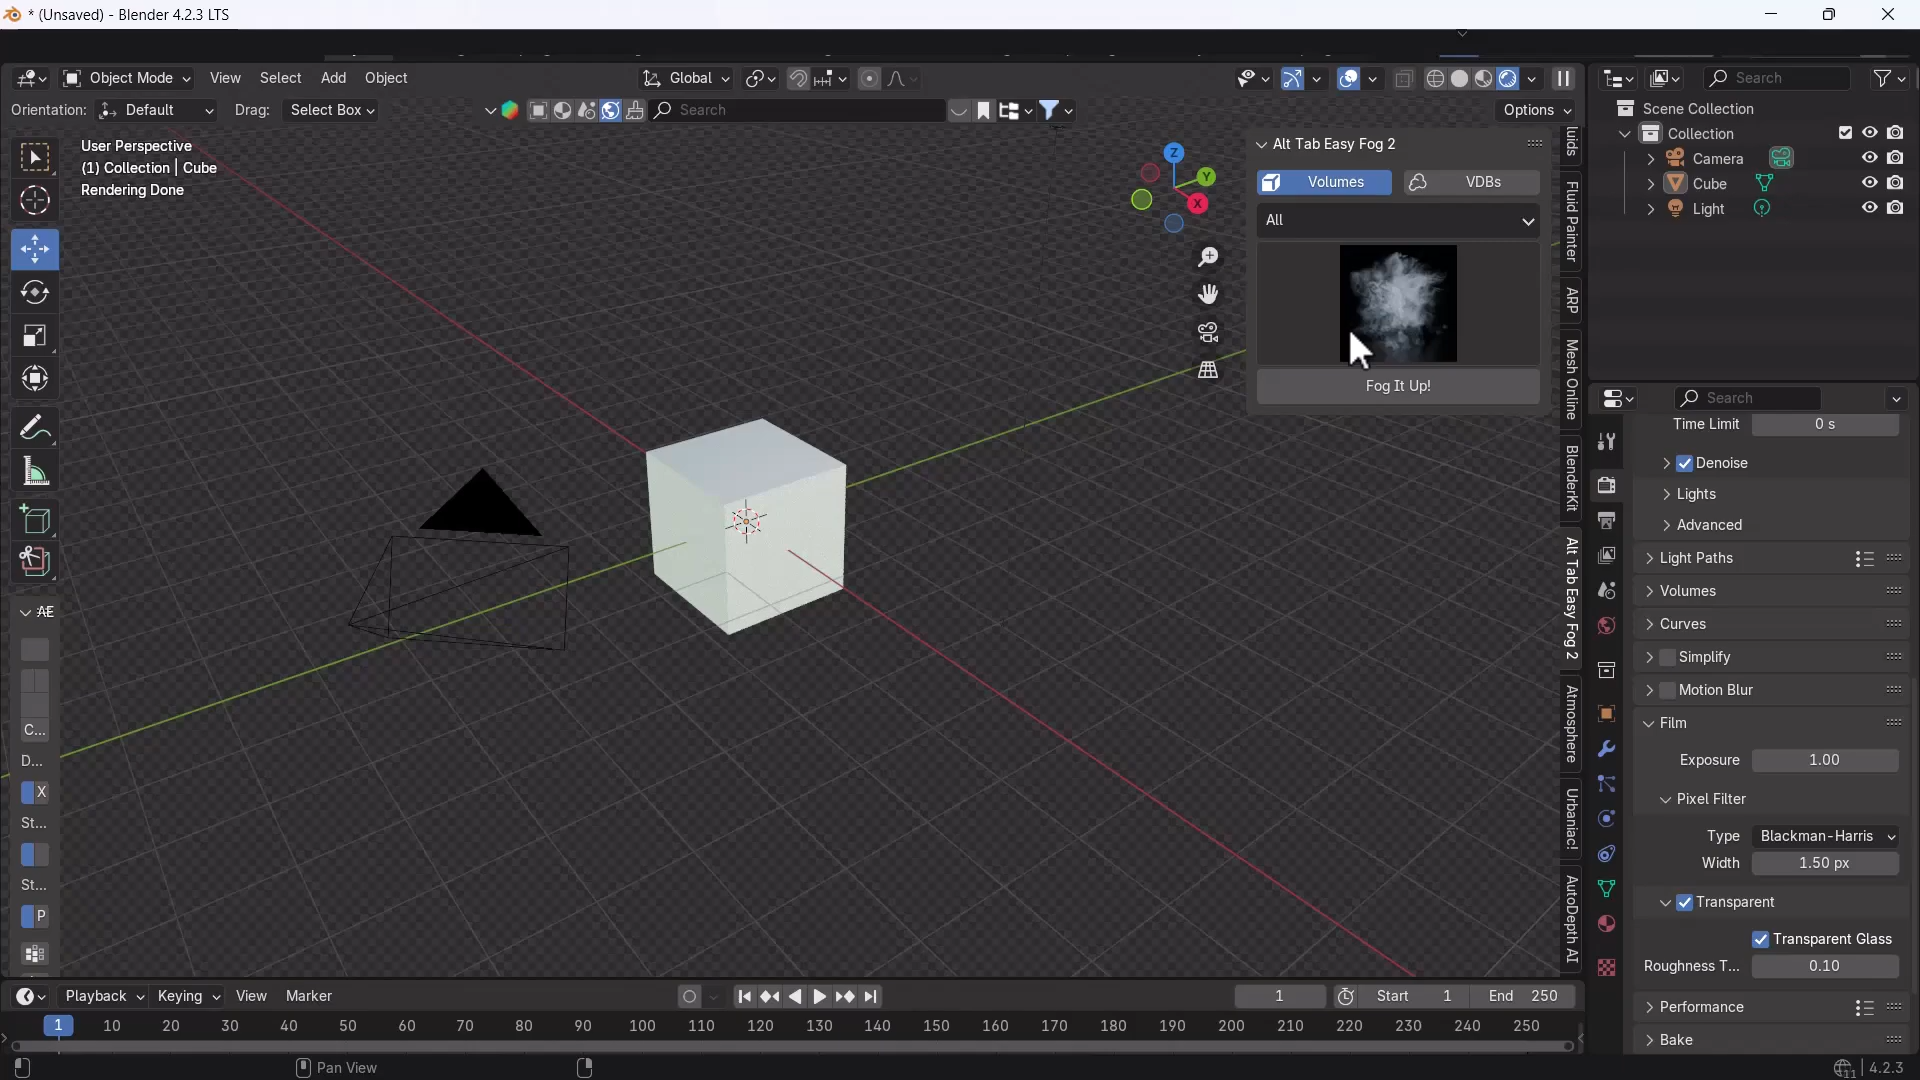 * (Unsaved) - Blender 4.2.3 LTS
Object Mode View Select Add Object Global Search
Orientation: Default Drag: Select Box Search Options
User Perspective
(1) Collection | Cube
Rendering Done
Z
Y
X
Alt Tab Easy Fog 2
Volumes VDBs
All
Fog It Up!
luids
Fluid Painter
ARP
Mesh Online
BlenderKit
Alt Tab Easy Fog 2
Atmosphere
Urbaniac!
AutoDepth AI
Scene Collection
Collection
Camera
Cube
Light
Search
Time Limit 0 s
Denoise
Lights
Advanced
Light Paths
Volumes
Curves
Simplify
Motion Blur
Film
Exposure 1.00
Pixel Filter
Type Blackman-Harris
Width 1.50 px
Transparent
Transparent Glass
Roughness T... 0.10
Performance
Bake
AE
C...
D...
X
St...
St...
P
Playback Keying View Marker 1 Start 1 End 250
1 10 20 30 40 50 60 70 80 90 100 110 120 130 140 150 160 170 180 190 200 210 220 230 240 250
Pan View 11 4.2.3